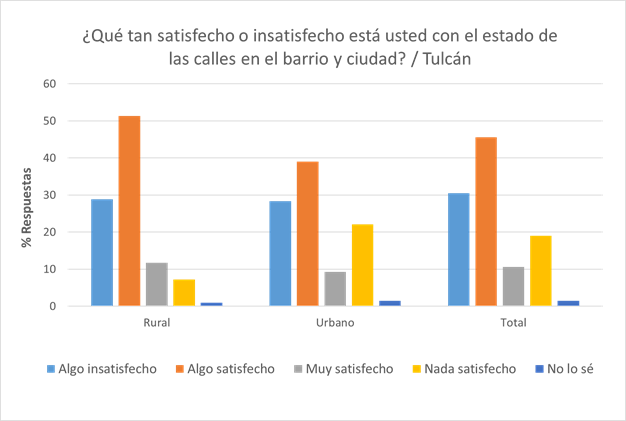 ¿Qué tan satisfecho o insatisfecho está usted con el estado de
las calles en el barrio y ciudad? / Tulcán
60
50
40
30
20
10
0
% Respuestas
Rural Urbano Total
Algo insatisfecho Algo satisfecho Muy satisfecho Nada satisfecho No lo sé